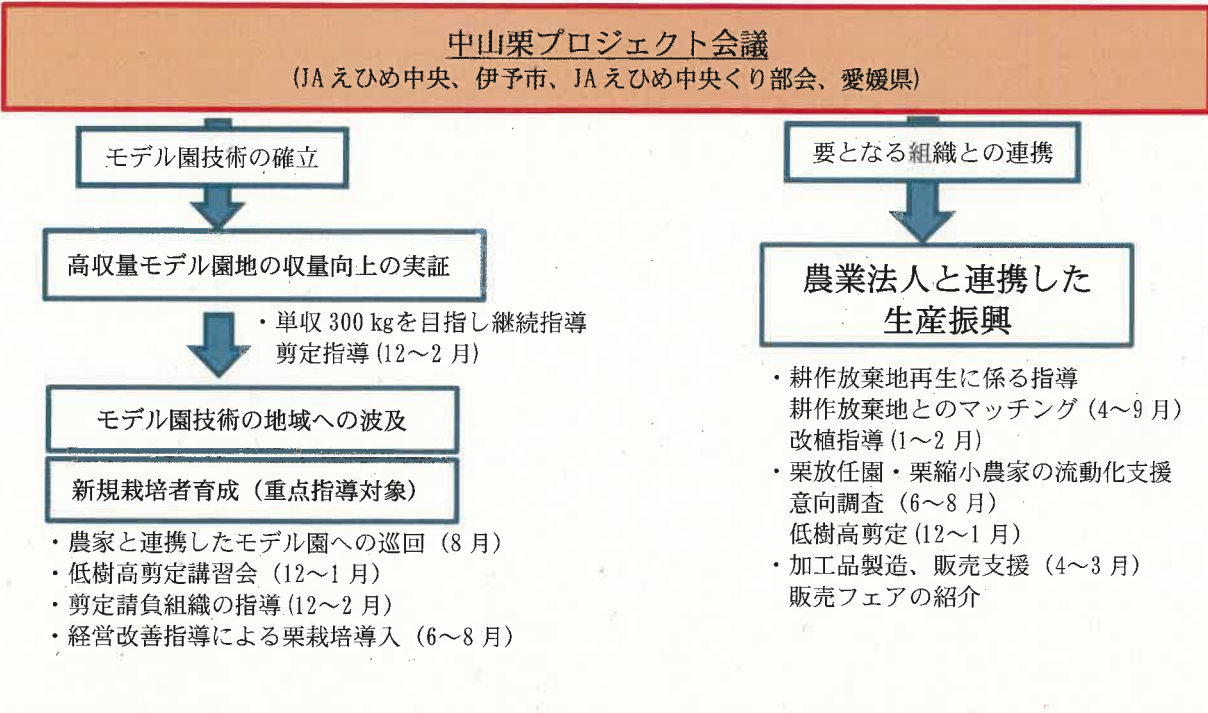 中山栗プロジェクト会議
(JAえひめ中央、伊予市、JAえひめ中央くり部会、愛媛県)
モデル園技術の確立
高収量モデル園地の収量向上の実証
・単収300kgを目指し継続指導
剪定指導(12～2月)
モデル園技術の地域への波及
新規栽培者育成（重点指導対象）
・農家と連携したモデル園への巡回（8月）
・低樹高剪定講習会（12～1月）
・剪定請負組織の指導(12～2月)
・経営改善指導による栗栽培導入（6～8月）
要となる組織との連携
農業法人と連携した
生産振興
・耕作放棄地再生に係る指導
耕作放棄地とのマッチング（4～9月）
改植指導(1～2月)
・栗放任園・栗縮小農家の流動化支援
意向調査（6～8月）
低樹高剪定（12～1月）
・加工品製造、販売支援（4～3月）
販売フェアの紹介